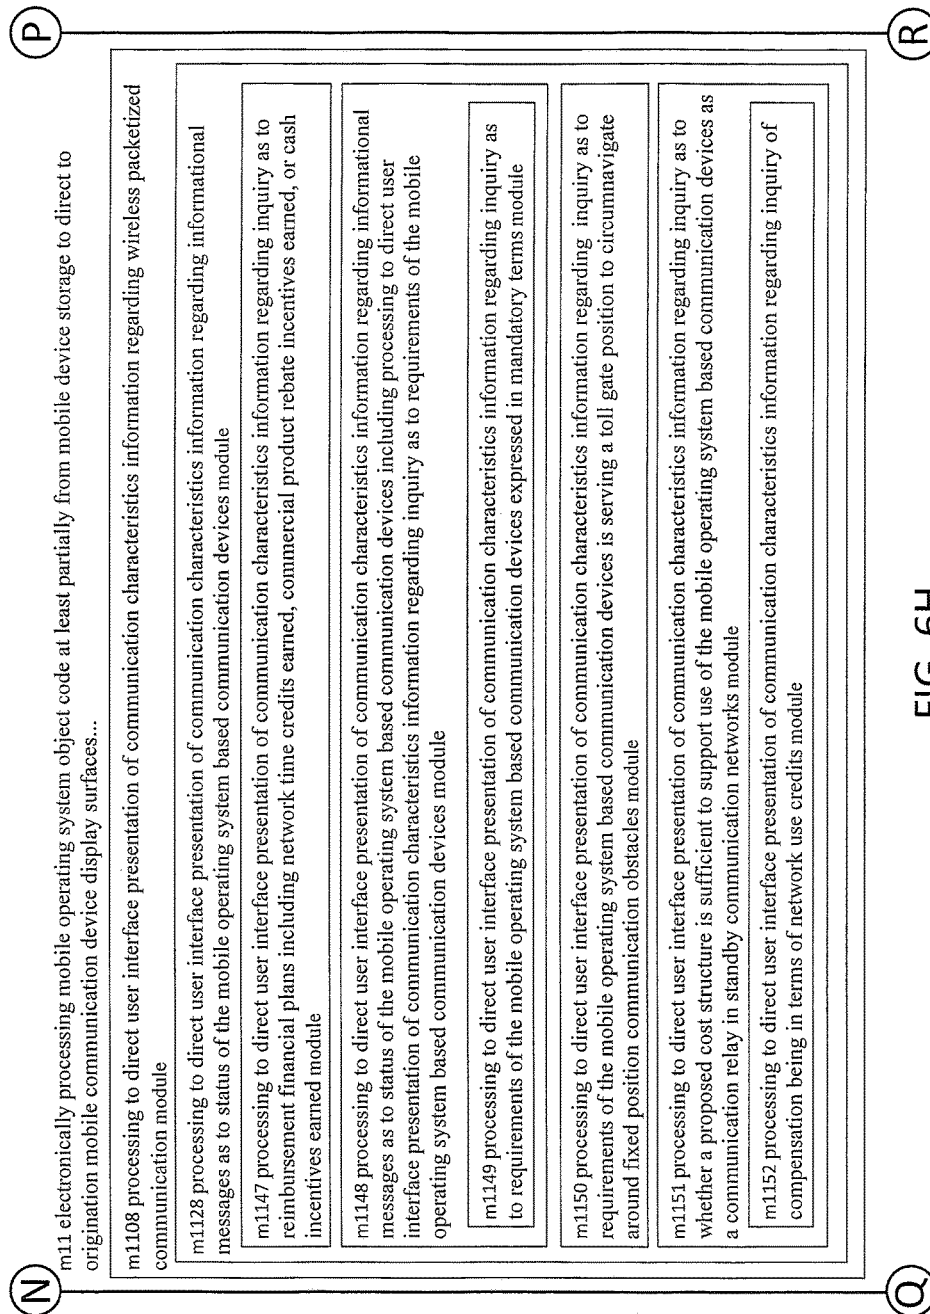 N
P
m11 electronically processing mobile operating system object code at least partially from mobile device storage to direct to
origination mobile communication device display surfaces...
m1108 processing to direct user interface presentation of communication characteristics information regarding wireless packetized
communication module
m1128 processing to direct user interface presentation of communication characteristics information regarding informational
messages as to status of the mobile operating system based communication devices module
m1147 processing to direct user interface presentation of communication characteristics information regarding inquiry as to
reimbursement financial plans including network time credits earned, commercial product rebate incentives earned, or cash
incentives earned module
m1148 processing to direct user interface presentation of communication characteristics information regarding informational
messages as to status of the mobile operating system based communication devices including processing to direct user
interface presentation of communication characteristics information regarding inquiry as to requirements of the mobile
operating system based communication devices module
m1149 processing to direct user interface presentation of communication characteristics information regarding inquiry as
to requirements of the mobile operating system based communication devices expressed in mandatory terms module
m1150 processing to direct user interface presentation of communication characteristics information regarding inquiry as to
requirements of the mobile operating system based communication devices is serving a toll gate position to circumnavigate
around fixed position communication obstacles module
m1151 processing to direct user interface presentation of communication characteristics information regarding inquiry as to
whether a proposed cost structure is sufficient to support use of the mobile operating system based communication devices as
a communication relay in standby communication networks module
m1152 processing to direct user interface presentation of communication characteristics information regarding inquiry of
compensation being in terms of network use credits module
Q
R
FIG. 6H